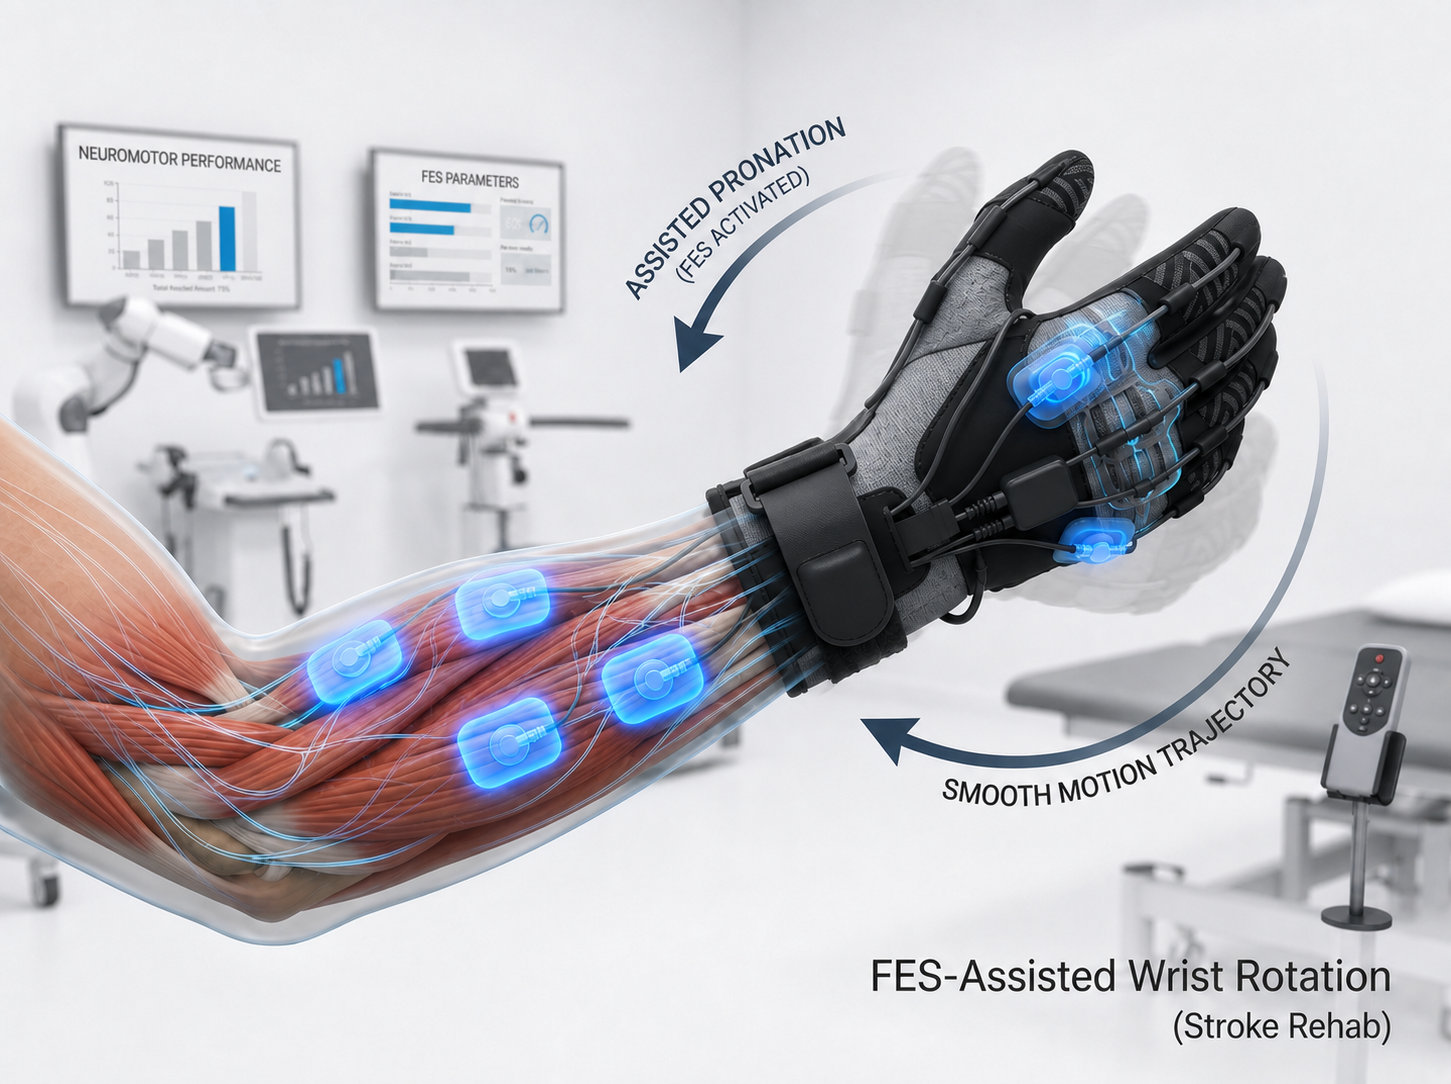 NEUROMOTOR PERFORMANCE
FES PARAMETERS
ASSISTED PRONATION
(FES ACTIVATED)
SMOOTH MOTION TRAJECTORY
FES-Assisted Wrist Rotation
(Stroke Rehab)